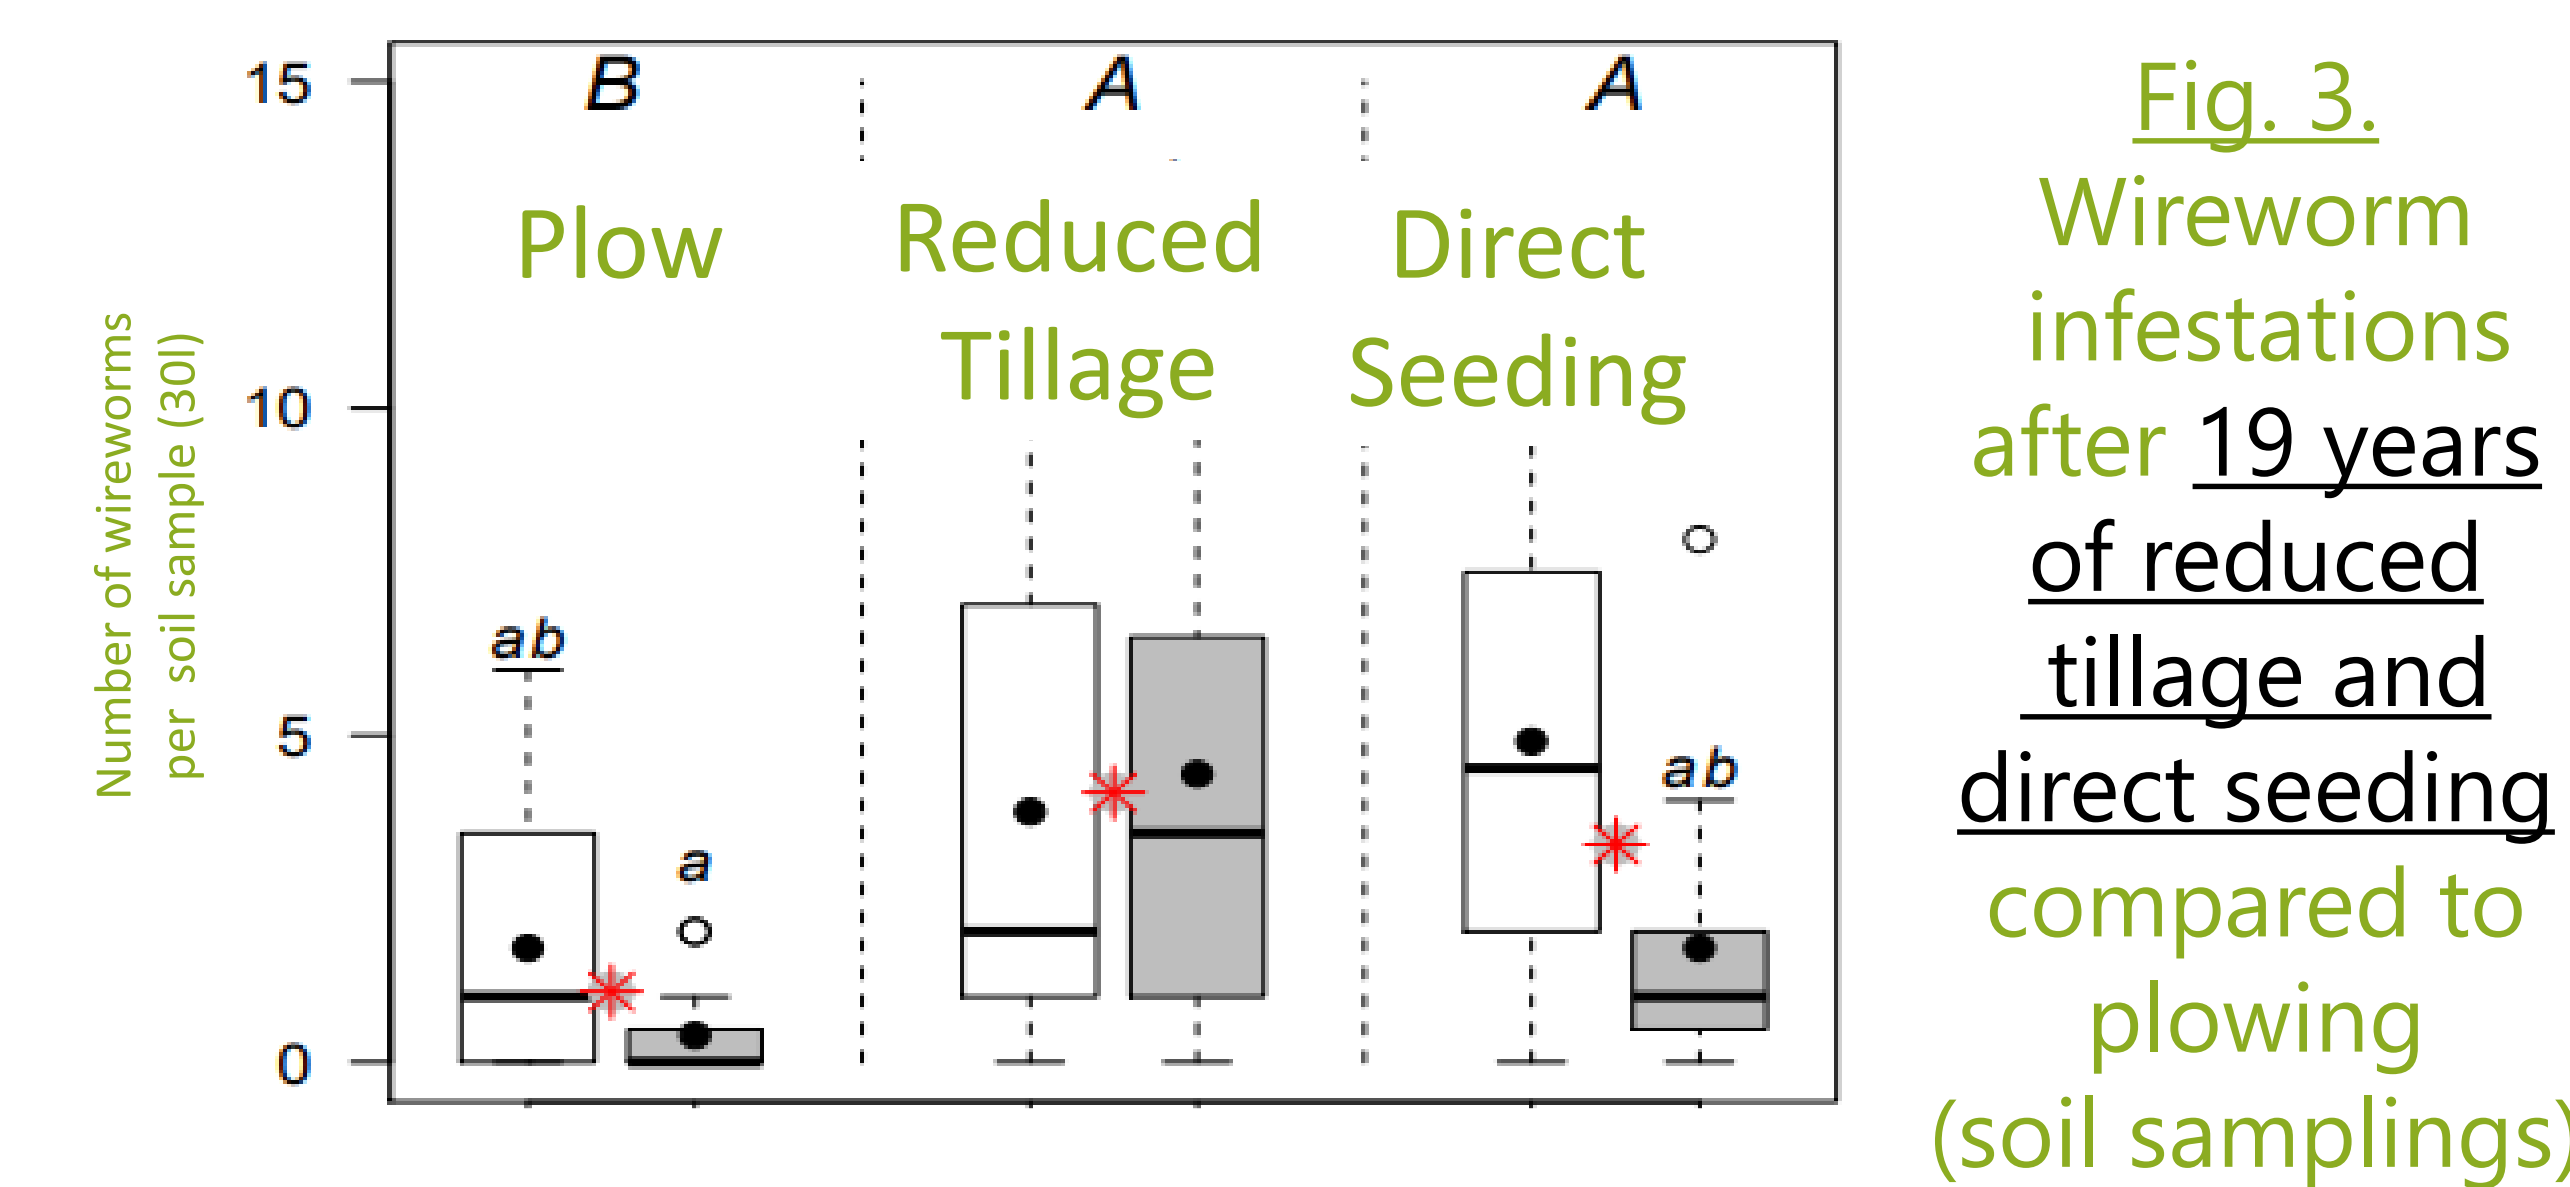 15
10
5
0
Number of wireworms
per soil sample (30l)
B
A
A
Plow
Reduced
Tillage
Direct
Seeding
ab
a
ab
Fig. 3.
Wireworm
infestations
after 19 years
of reduced
tillage and
direct seeding
compared to
plowing
(soil samplings)